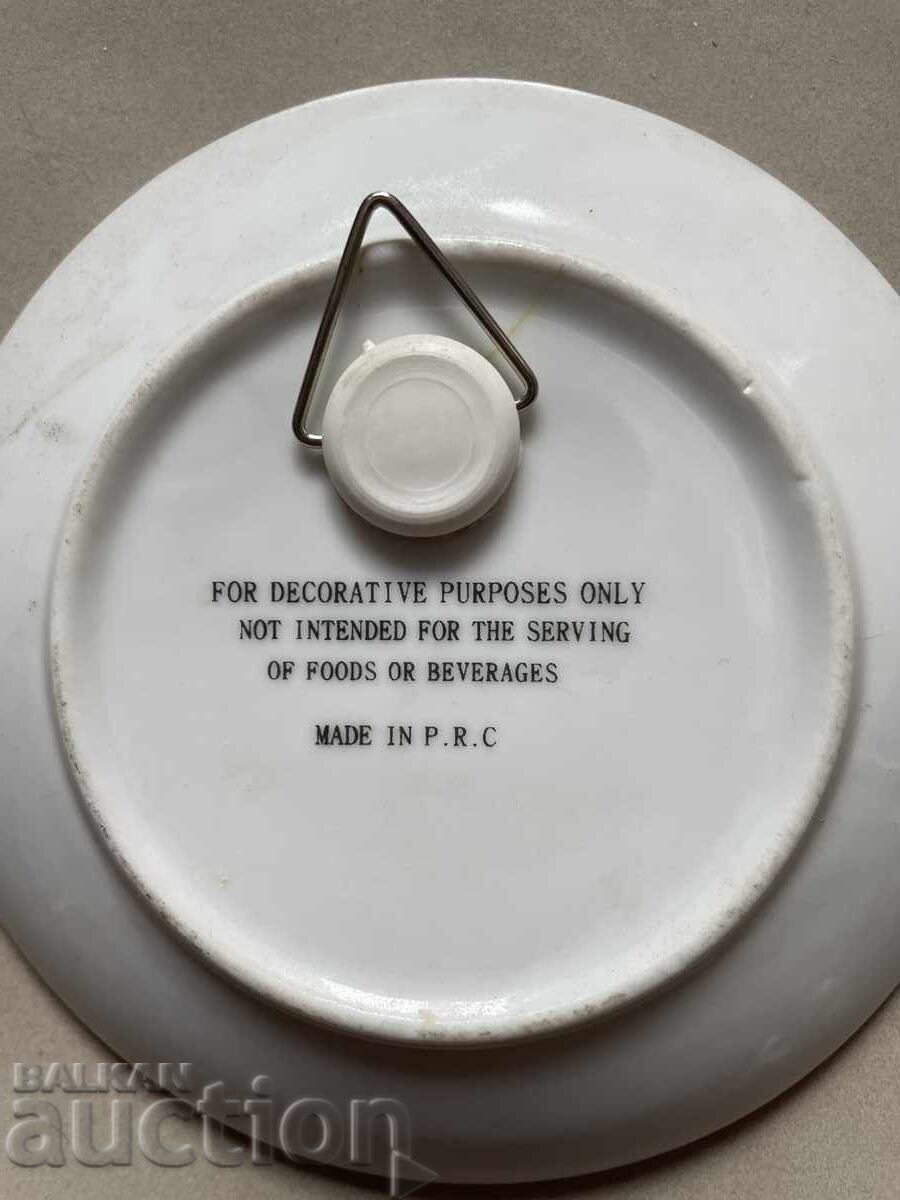 FOR DECORATIVE PURPOSES ONLY
NOT INTENDED FOR THE SERVING
OF FOODS OR BEVERAGES
MADE IN P.R.C
BALKAN
auction